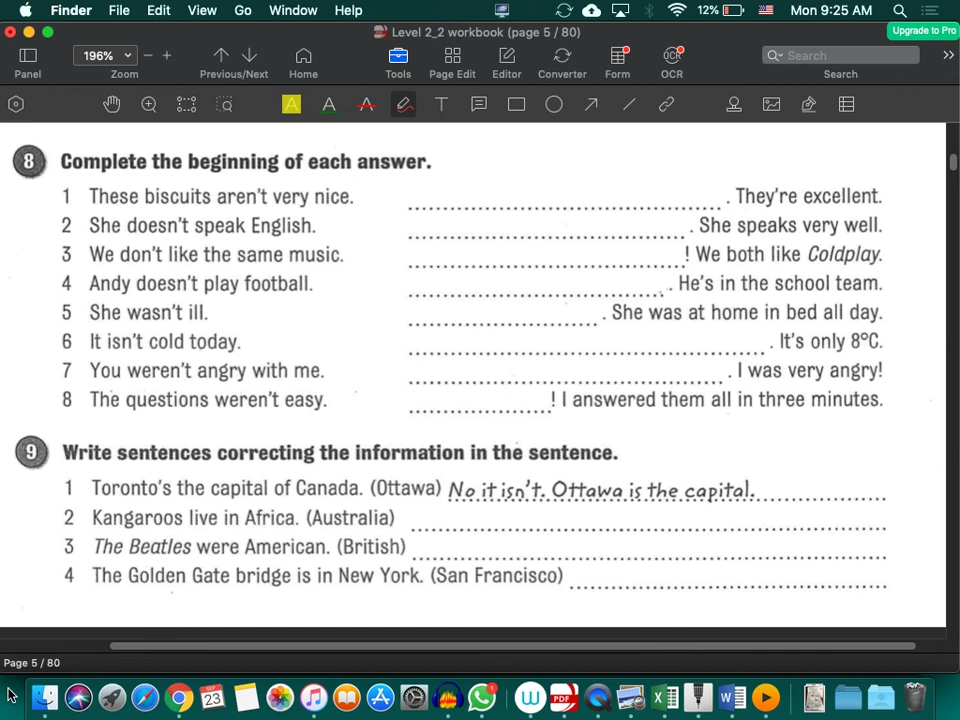 Finder File Edit View Go Window Help 12% Mon 9:25 AM
Level 2_2 workbook (page 5 / 80) Upgrade to Pro
196% Search
Panel Zoom Previous/Next Home Tools Page Edit Editor Converter Form OCR Search
8 Complete the beginning of each answer.
1 These biscuits aren't very nice. . They're excellent.
2 She doesn't speak English. . She speaks very well.
3 We don't like the same music. ! We both like Coldplay.
4 Andy doesn't play football. . He's in the school team.
5 She wasn't ill. . She was at home in bed all day.
6 It isn't cold today. . It's only 8°C.
7 You weren't angry with me. . I was very angry!
8 The questions weren't easy. ! I answered them all in three minutes.
9 Write sentences correcting the information in the sentence.
1 Toronto's the capital of Canada. (Ottawa) No it isn't. Ottawa is the capital.
2 Kangaroos live in Africa. (Australia)
3 The Beatles were American. (British)
4 The Golden Gate bridge is in New York. (San Francisco)
Page 5 / 80